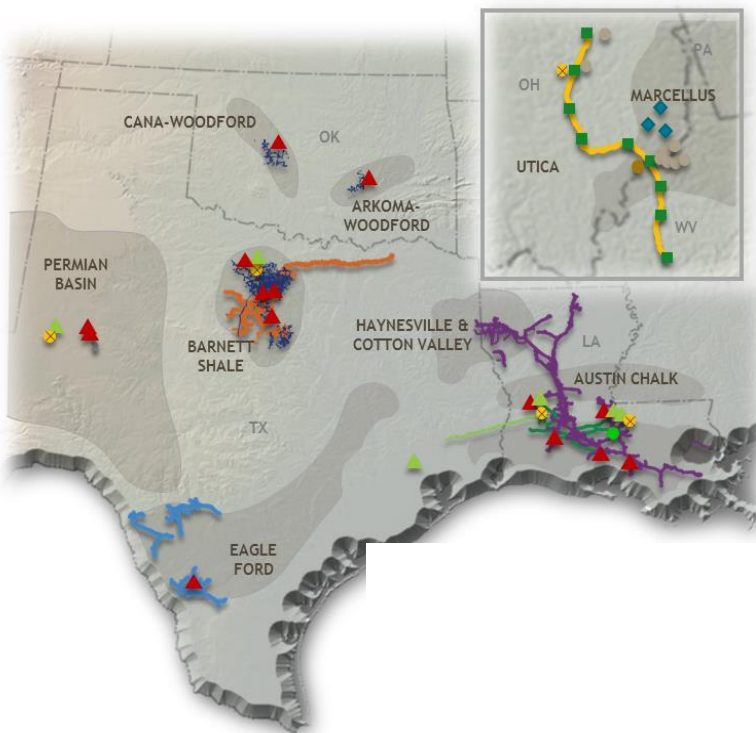 PA
OH
MARCELLUS
UTICA
WV
CANA-WOODFORD
OK
ARKOMA-
WOODFORD
PERMIAN
BASIN
BARNETT
SHALE
HAYNESVILLE &
COTTON VALLEY
LA
AUSTIN CHALK
TX
EAGLE
FORD